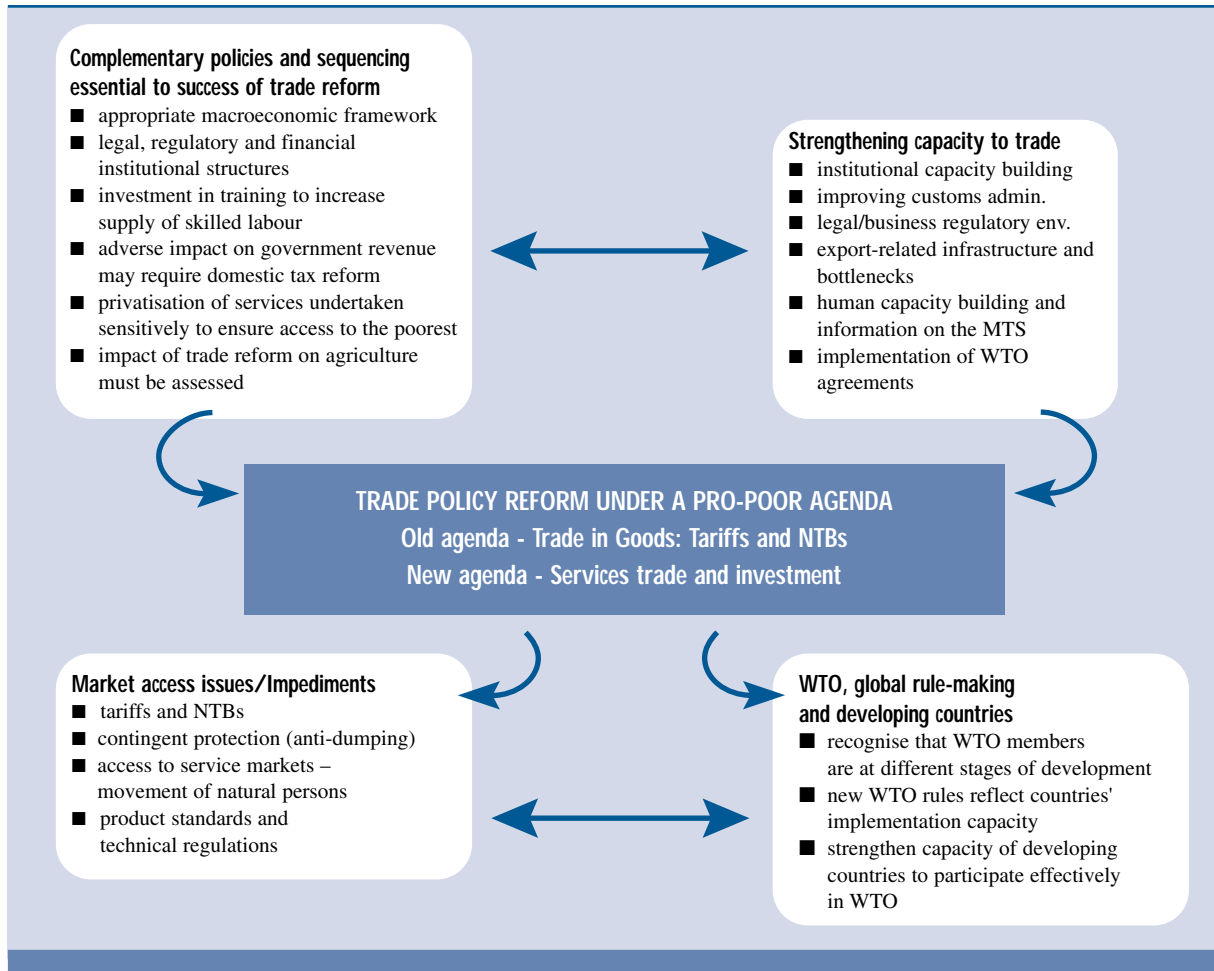 Complementary policies and sequencing
essential to success of trade reform
■ appropriate macroeconomic framework
■ legal, regulatory and financial
institutional structures
■ investment in training to increase
supply of skilled labour
■ adverse impact on government revenue
may require domestic tax reform
■ privatisation of services undertaken
sensitively to ensure access to the poorest
■ impact of trade reform on agriculture
must be assessed
Strengthening capacity to trade
■ institutional capacity building
■ improving customs admin.
■ legal/business regulatory env.
■ export-related infrastructure and
bottlenecks
■ human capacity building and
information on the MTS
■ implementation of WTO
agreements
TRADE POLICY REFORM UNDER A PRO-POOR AGENDA
Old agenda - Trade in Goods: Tariffs and NTBs
New agenda - Services trade and investment
Market access issues/Impediments
■ tariffs and NTBs
■ contingent protection (anti-dumping)
■ access to service markets –
movement of natural persons
■ product standards and
technical regulations
WTO, global rule-making
and developing countries
■ recognise that WTO members
are at different stages of development
■ new WTO rules reflect countries'
implementation capacity
■ strengthen capacity of developing
countries to participate effectively
in WTO